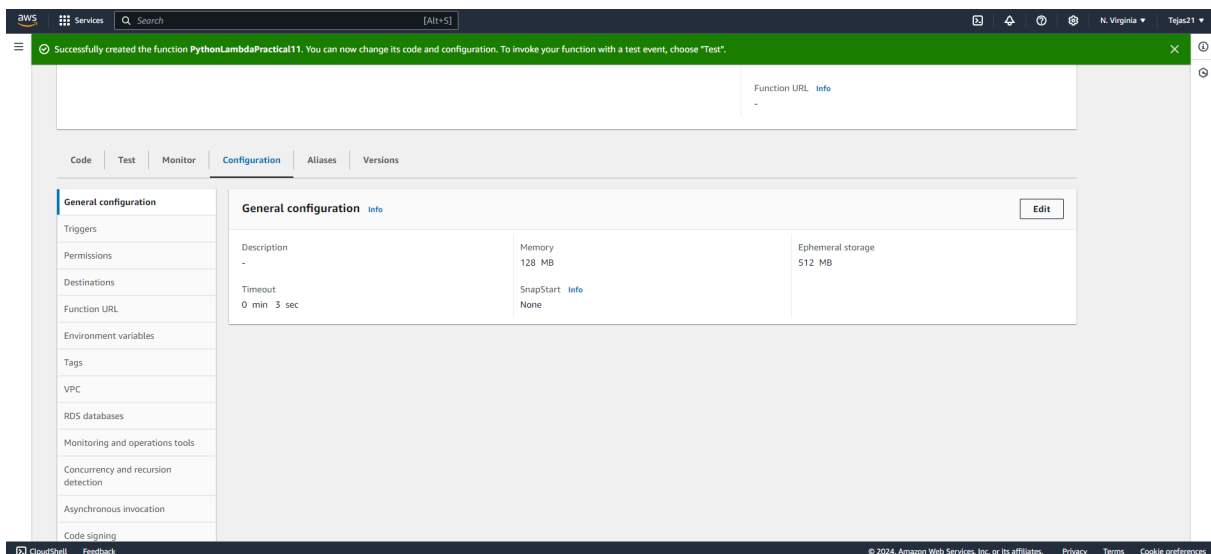 aws Services Search [Alt+S] N. Virginia Tejas21
Successfully created the function PythonLambdaPractical11. You can now change its code and configuration. To invoke your function with a test event, choose "Test".
Function URL Info
-
Code Test Monitor Configuration Aliases Versions
General configuration
Triggers
Permissions
Destinations
Function URL
Environment variables
Tags
VPC
RDS databases
Monitoring and operations tools
Concurrency and recursion
detection
Asynchronous invocation
Code signing
General configuration Info Edit
Description
-
Memory
128 MB
Ephemeral storage
512 MB
Timeout
0 min 3 sec
SnapStart Info
None
CloudShell Feedback © 2024, Amazon Web Services, Inc. or its affiliates. Privacy Terms Cookie preferences